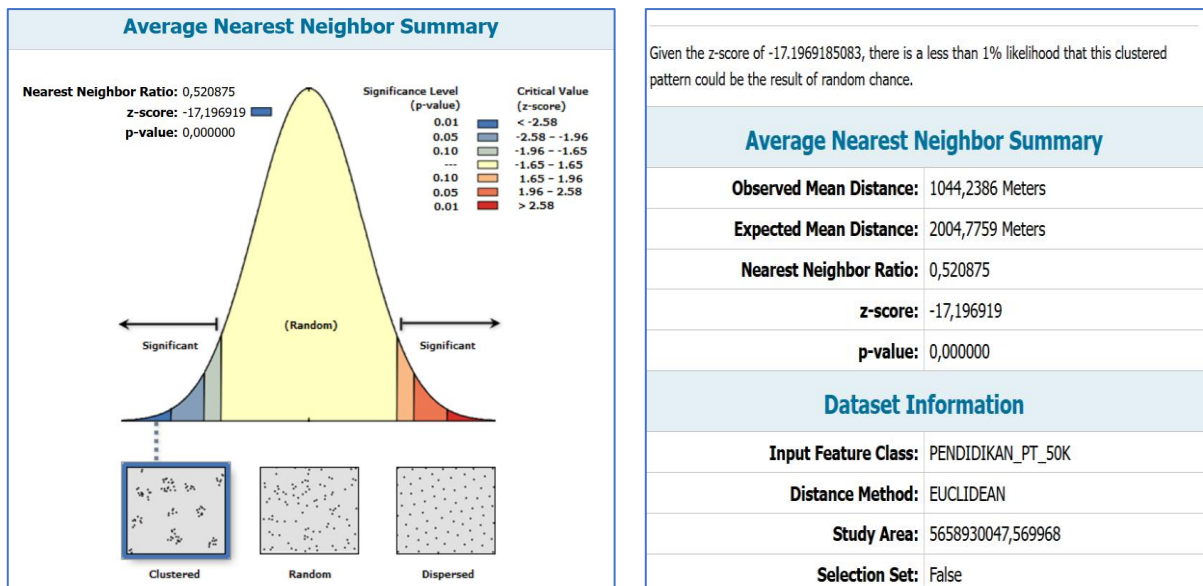 Average Nearest Neighbor Summary
Nearest Neighbor Ratio: 0,520875
z-score: -17,196919
p-value: 0,000000
Significance Level
(p-value)
Critical Value
(z-score)
0.01 < -2.58
0.05 -2.58 – -1.96
0.10 -1.96 – -1.65
--- -1.65 – 1.65
0.10 1.65 – 1.96
0.05 1.96 – 2.58
0.01 > 2.58
(Random)
Significant
Significant
Clustered
Random
Dispersed
Given the z-score of -17.1969185083, there is a less than 1% likelihood that this clustered
pattern could be the result of random chance.
Average Nearest Neighbor Summary
Observed Mean Distance: 1044,2386 Meters
Expected Mean Distance: 2004,7759 Meters
Nearest Neighbor Ratio: 0,520875
z-score: -17,196919
p-value: 0,000000
Dataset Information
Input Feature Class: PENDIDIKAN_PT_50K
Distance Method: EUCLIDEAN
Study Area: 5658930047,569968
Selection Set: False